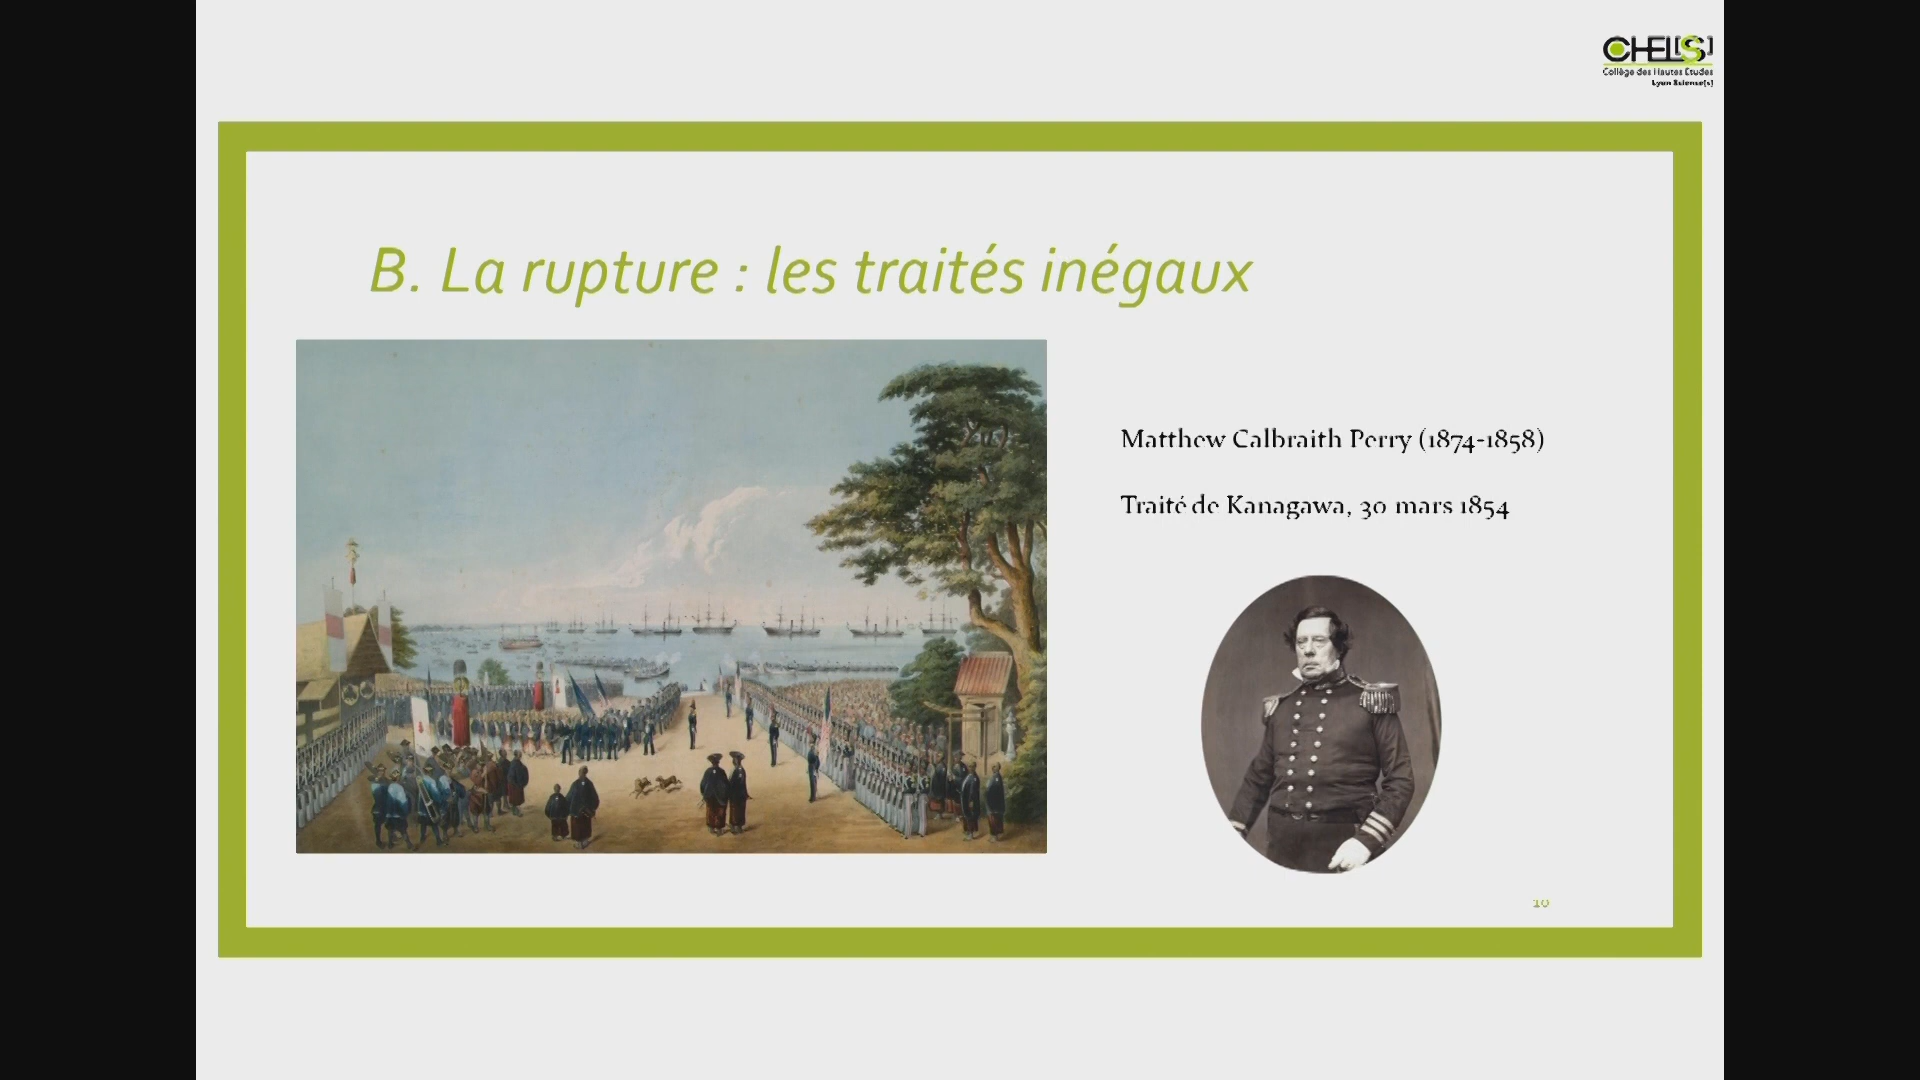 CHEL[S]
Collège des Hautes Études
Lyon Science[s]
B. La rupture : les traités inégaux
Matthew Calbraith Perry (1874-1858)
Traité de Kanagawa, 30 mars 1854
10